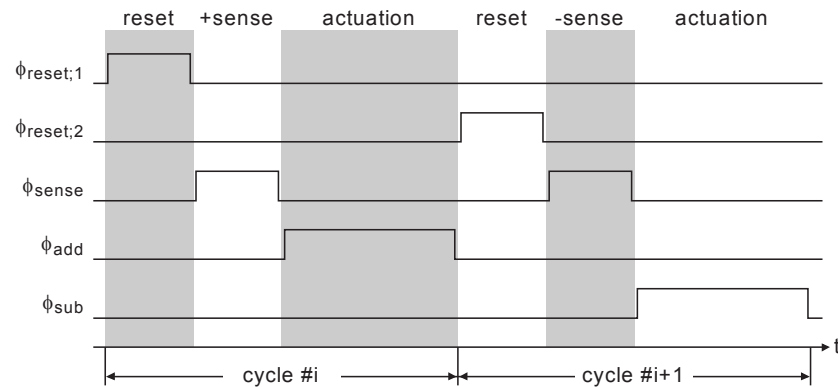 reset +sense actuation reset -sense actuation
ϕreset;1
ϕreset;2
ϕsense
ϕadd
ϕsub
t
cycle #i cycle #i+1